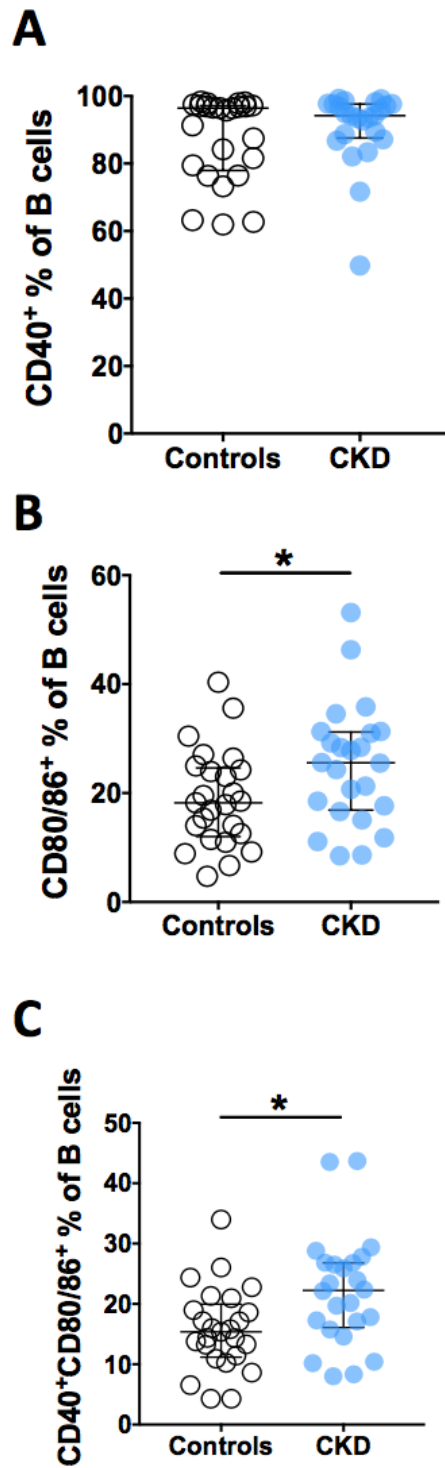 A
CD40⁺ % of B cells
100
80
60
40
20
0
Controls CKD
B
CD80/86⁺ % of B cells
*
60
40
20
0
Controls CKD
C
CD40⁺CD80/86⁺ % of B cells
*
50
40
30
20
10
0
Controls CKD